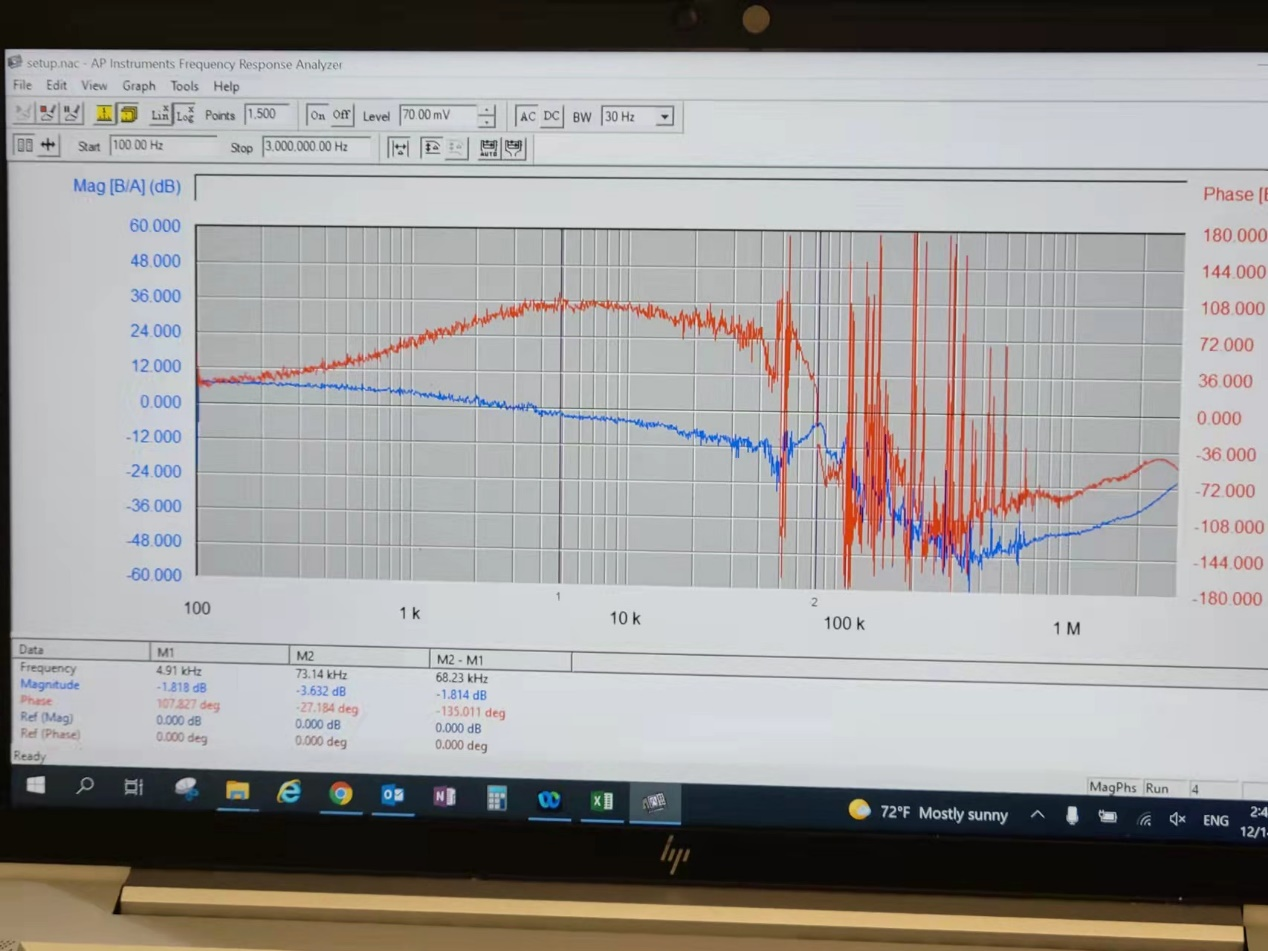 setup.nac - AP Instruments Frequency Response Analyzer
File Edit View Graph Tools Help
Lin Log Points 1,500 On Off Level 70.00 mV AC DC BW 30 Hz
Start 100.00 Hz Stop 3,000,000.00 Hz AUTO
Mag [B/A] (dB) Phase [
60.000 180.000
48.000 144.000
36.000 108.000
24.000 72.000
12.000 36.000
0.000 0.000
-12.000 -36.000
-24.000 -72.000
-36.000 -108.000
-48.000 -144.000
-60.000 -180.000
1 2
100 1 k 10 k 100 k 1 M
Data M1 M2 M2 - M1
Frequency 4.91 kHz 73.14 kHz 68.23 kHz
Magnitude -1.818 dB -3.632 dB -1.814 dB
Phase 107.827 deg -27.184 deg -135.011 deg
Ref (Mag) 0.000 dB 0.000 dB 0.000 dB
Ref (Phase) 0.000 deg 0.000 deg 0.000 deg
Ready MagPhs Run 4
72°F Mostly sunny ENG 2:4
12/1
hp